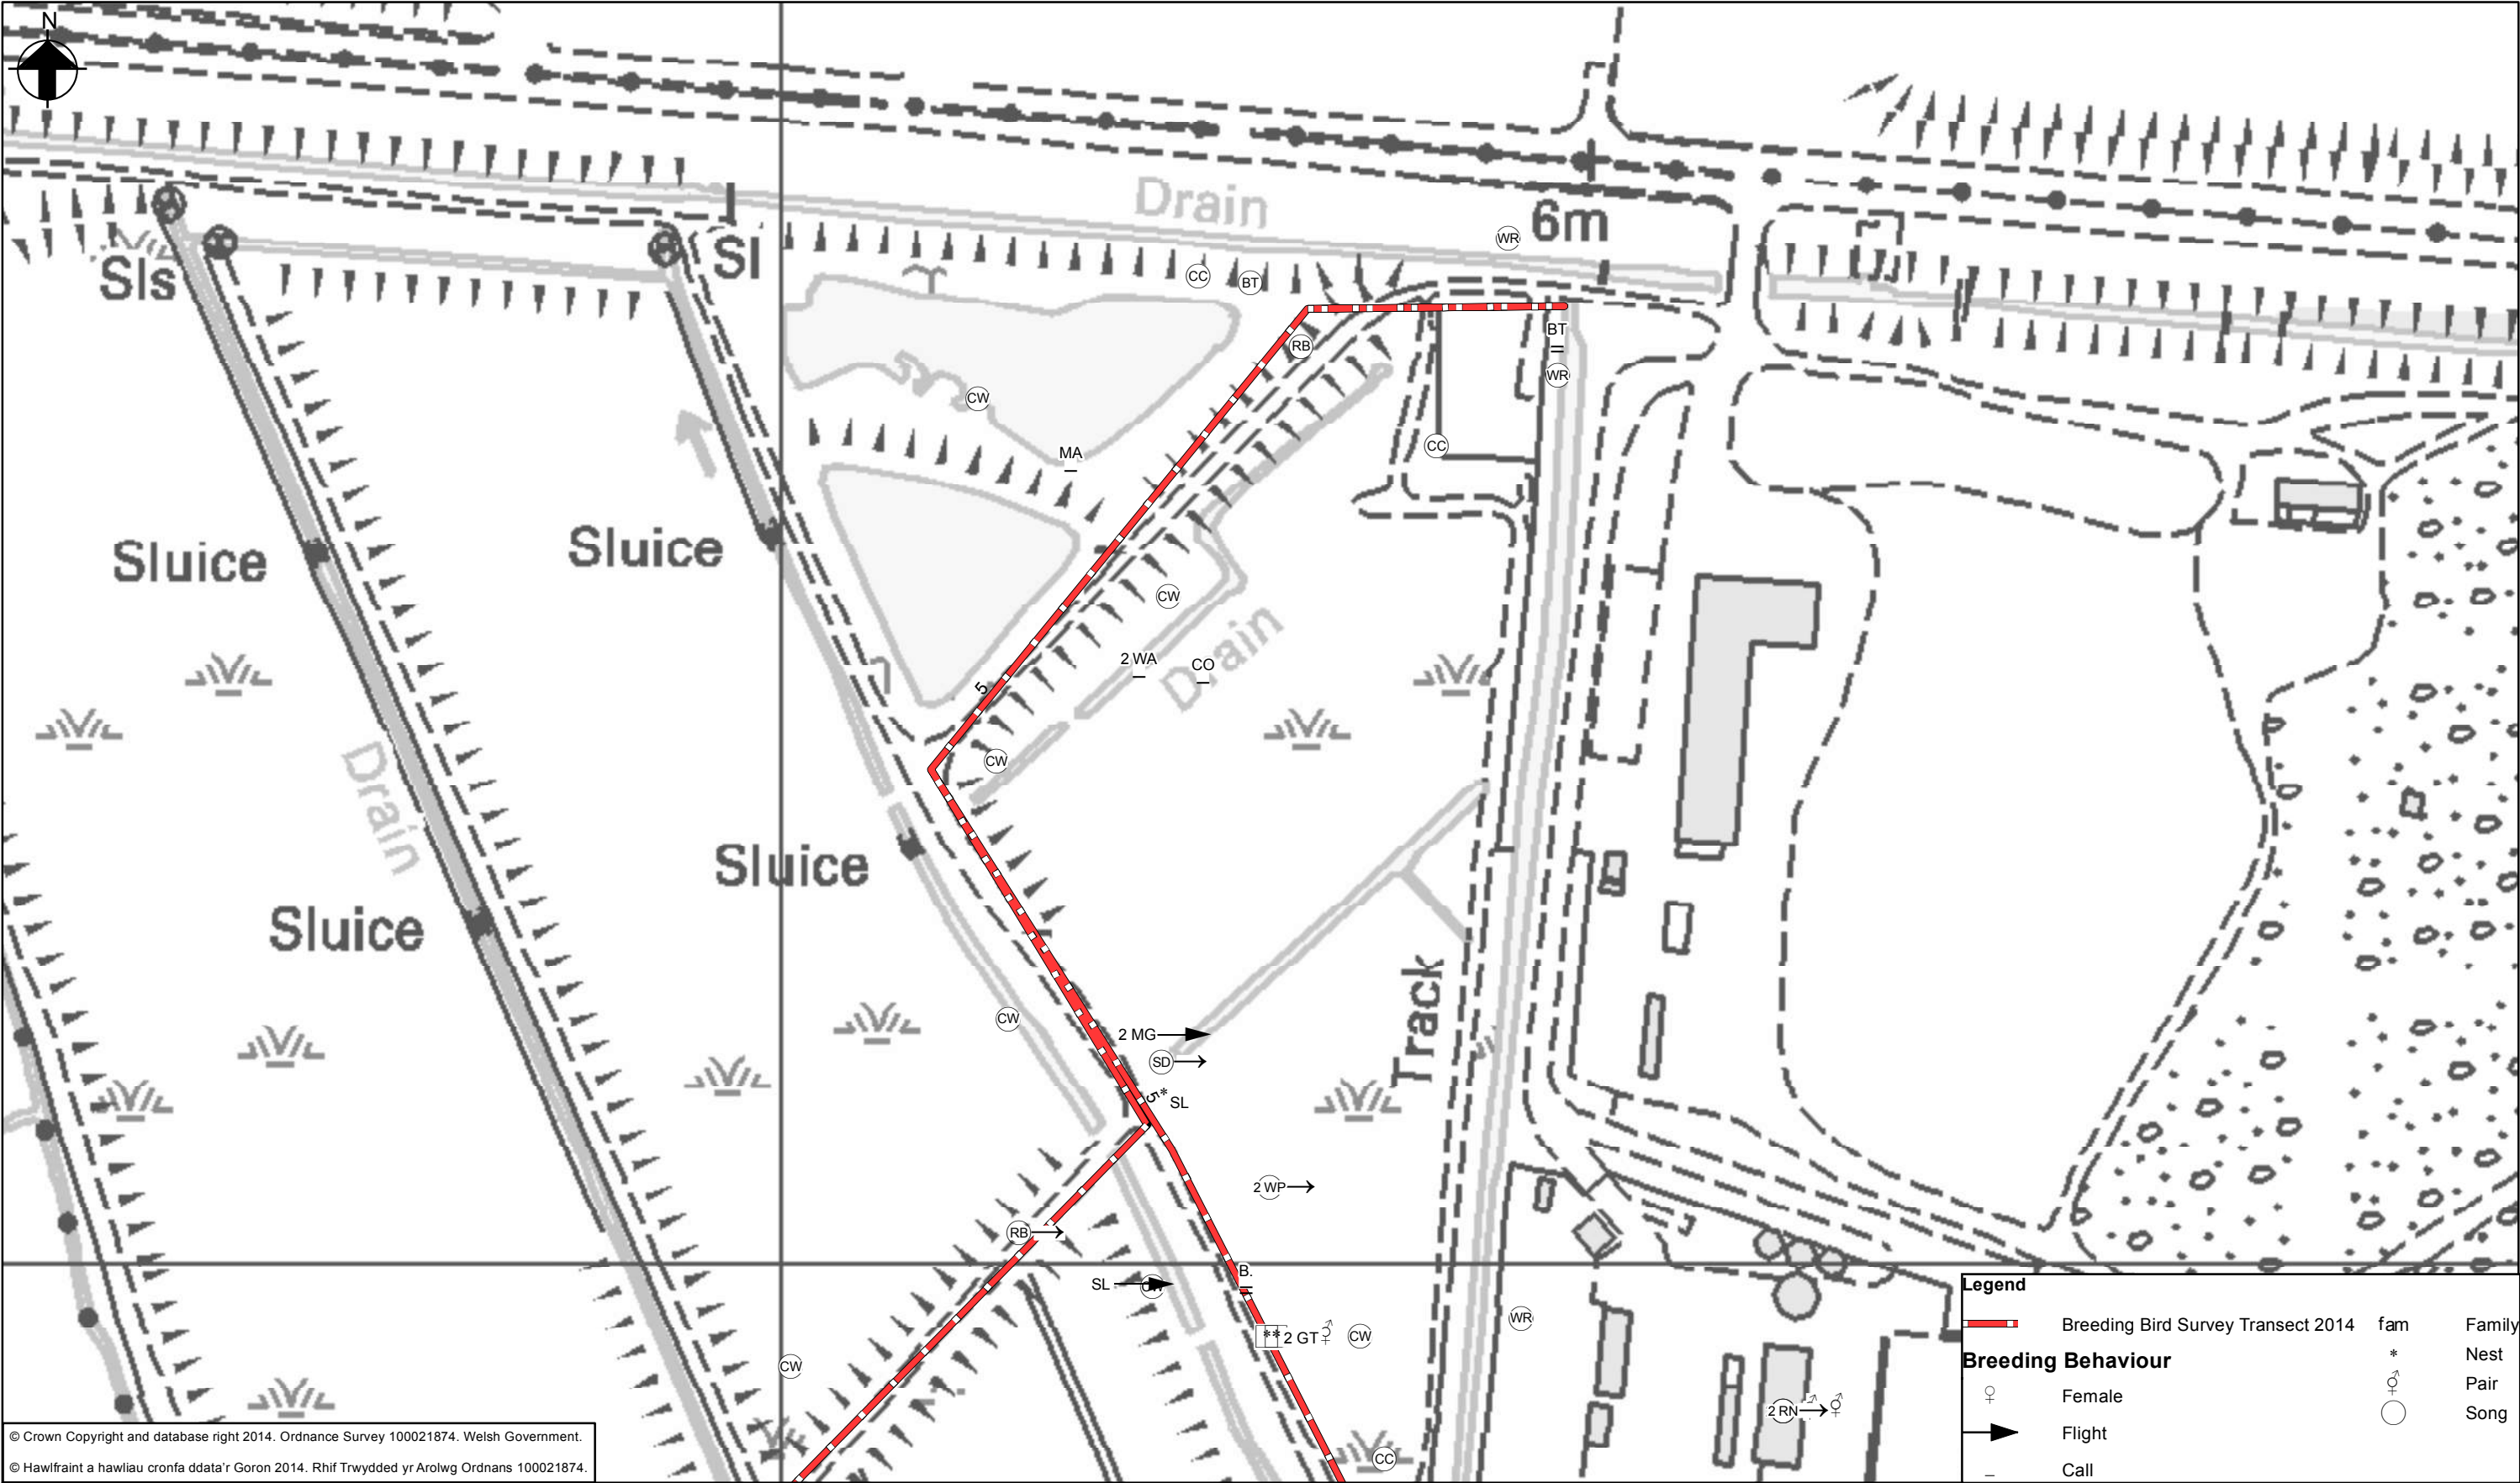 N
Drain
6m
WR
Sls
Sl
CC
BT
RB
BT
WR
CW
CC
MA
Sluice
Sluice
CW
2 WA
CO
Drain
5
CW
Drain
Sluice
Sluice
Track
CW
2 MG
SD
5
* SL
2 WP
RB
SL
B.
** 2 GT
CW
WR
CW
2 RN
CC
Legend
Breeding Bird Survey Transect 2014
fam
Family
Breeding Behaviour
* Nest
♀ Female
Pair
Flight
Song
_ Call
© Crown Copyright and database right 2014. Ordnance Survey 100021874. Welsh Government.
© Hawlfraint a hawliau cronfa ddata'r Goron 2014. Rhif Trwydded yr Arolwg Ordnans 100021874.